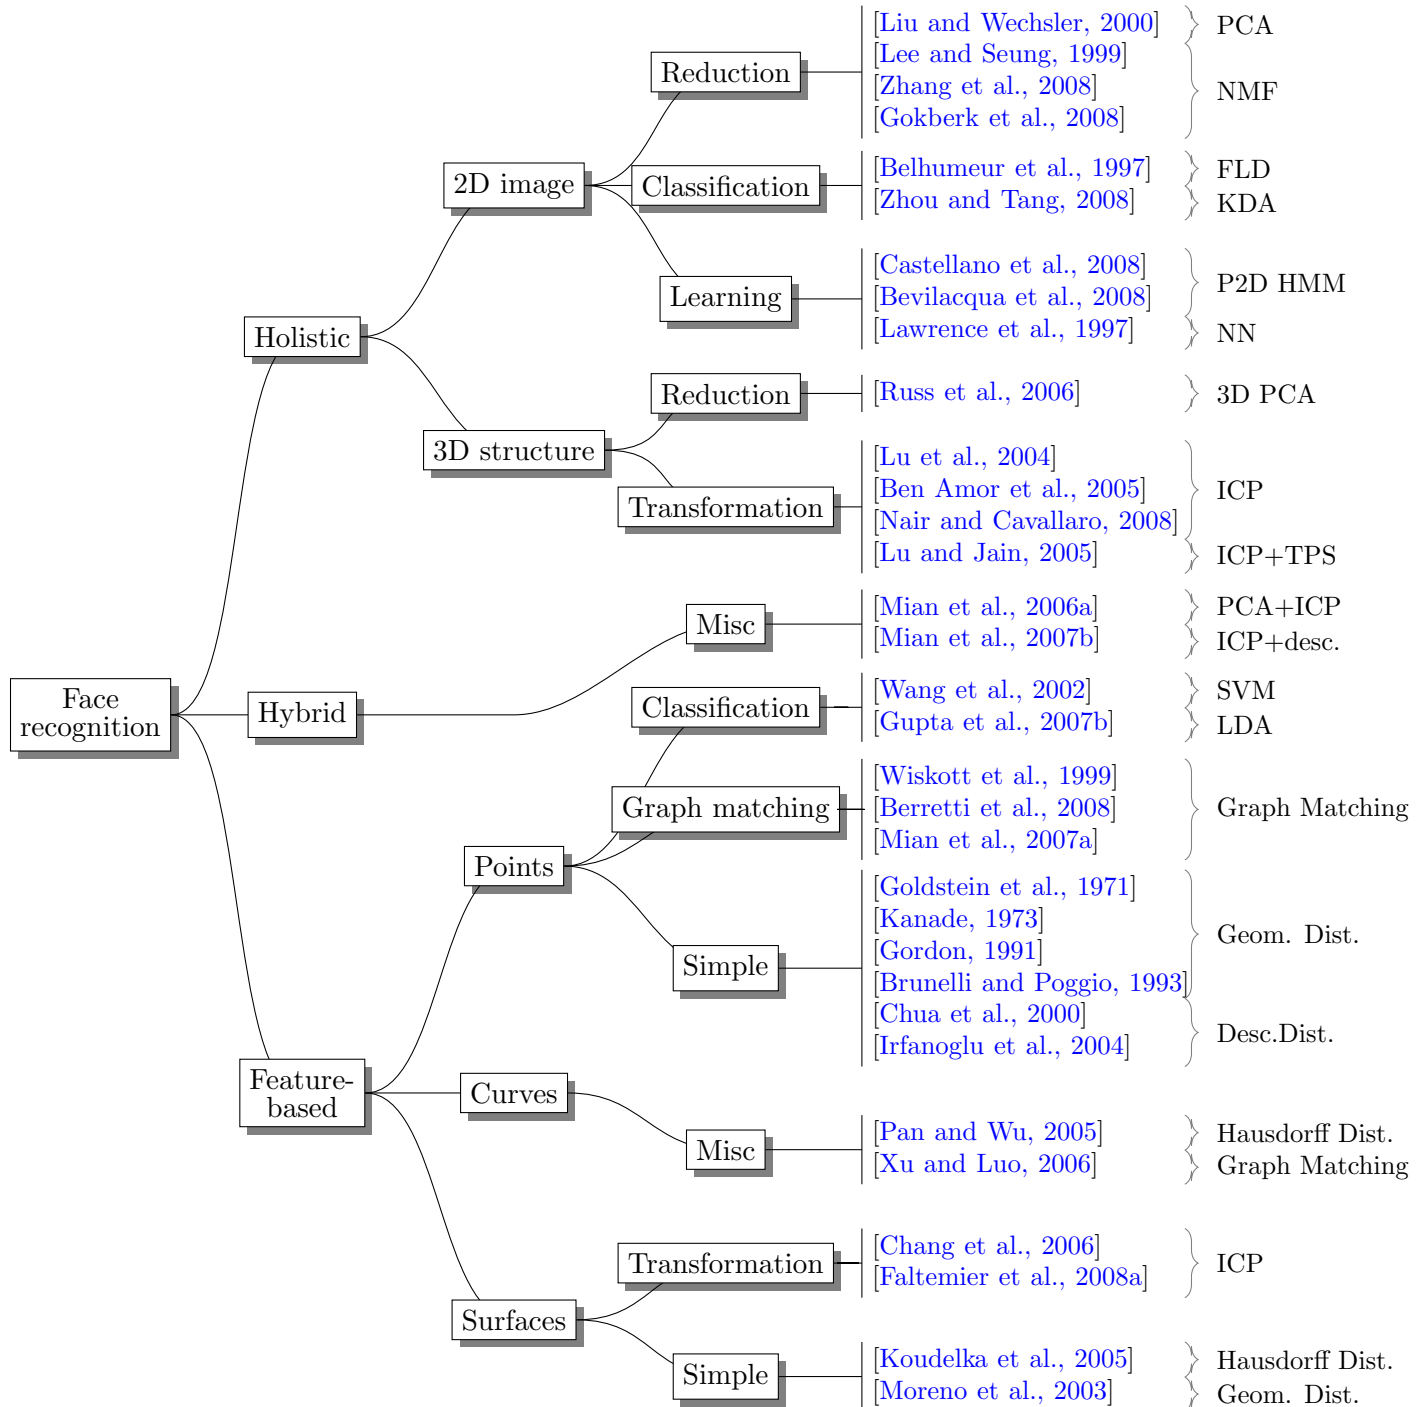 [Liu and Wechsler, 2000] PCA
Reduction
[Lee and Seung, 1999]
[Zhang et al., 2008] NMF
[Gokberk et al., 2008]
2D image
Classification
[Belhumeur et al., 1997] FLD
[Zhou and Tang, 2008] KDA
Learning
[Castellano et al., 2008]
[Bevilacqua et al., 2008]
P2D HMM
[Lawrence et al., 1997] NN
Holistic
Reduction
[Russ et al., 2006] 3D PCA
3D structure
Transformation
[Lu et al., 2004]
[Ben Amor et al., 2005] ICP
[Nair and Cavallaro, 2008]
[Lu and Jain, 2005] ICP+TPS
Misc
[Mian et al., 2006a] PCA+ICP
[Mian et al., 2007b] ICP+desc.
Face
recognition
Hybrid
Classification
[Wang et al., 2002] SVM
[Gupta et al., 2007b] LDA
Graph matching
[Wiskott et al., 1999]
[Berretti et al., 2008] Graph Matching
[Mian et al., 2007a]
Points
Simple
[Goldstein et al., 1971]
[Kanade, 1973]
[Gordon, 1991]
[Brunelli and Poggio, 1993]
Geom. Dist.
[Chua et al., 2000]
[Irfanoglu et al., 2004]
Desc.Dist.
Feature-
based
Curves
Misc
[Pan and Wu, 2005] Hausdorff Dist.
[Xu and Luo, 2006] Graph Matching
Transformation
[Chang et al., 2006]
[Faltemier et al., 2008a]
ICP
Surfaces
Simple
[Koudelka et al., 2005] Hausdorff Dist.
[Moreno et al., 2003] Geom. Dist.